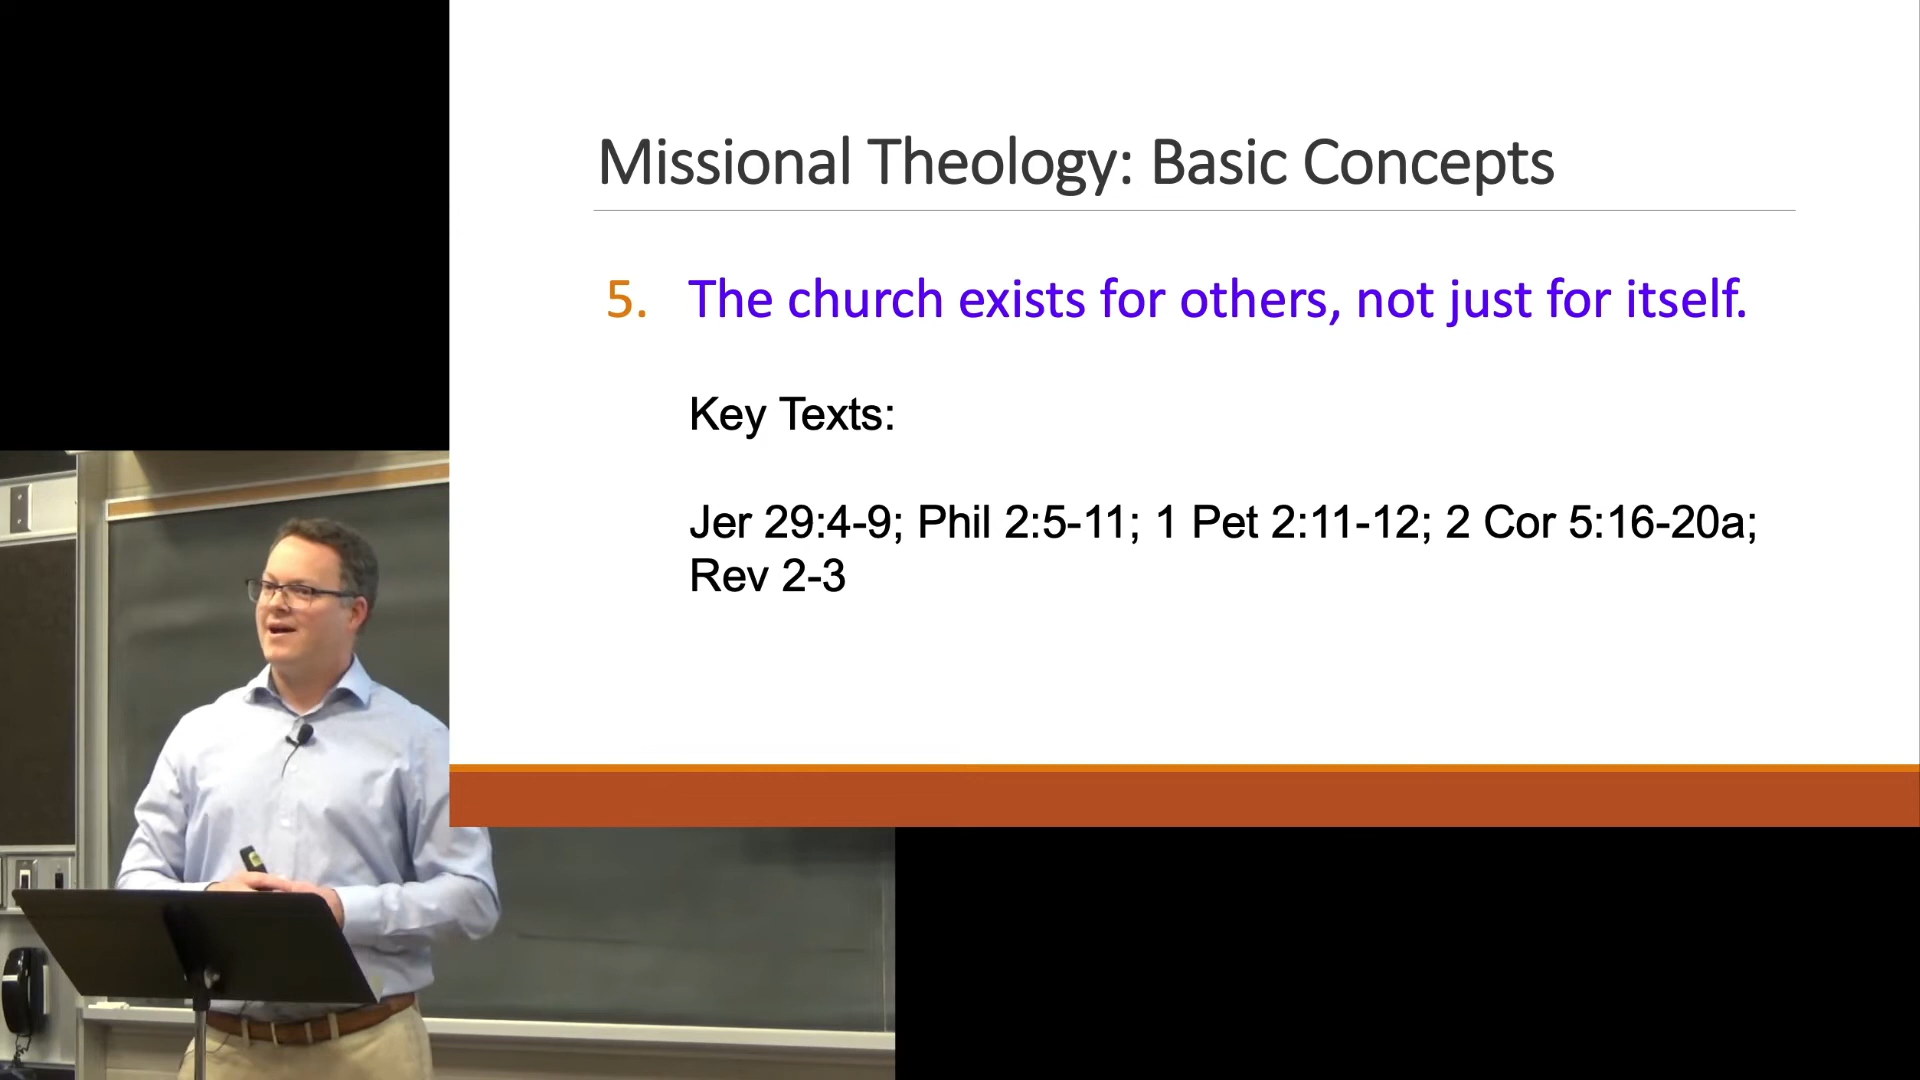 Missional Theology: Basic Concepts
5. The church exists for others, not just for itself.
Key Texts:
Jer 29:4-9; Phil 2:5-11; 1 Pet 2:11-12; 2 Cor 5:16-20a;
Rev 2-3